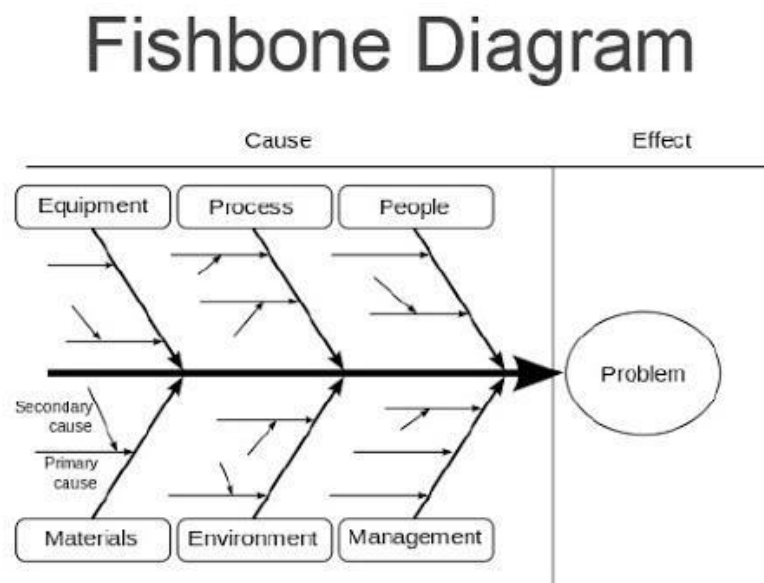 Fishbone Diagram
Cause
Effect
Equipment
Process
People
Problem
Secondary
cause
Primary
cause
Materials
Environment
Management